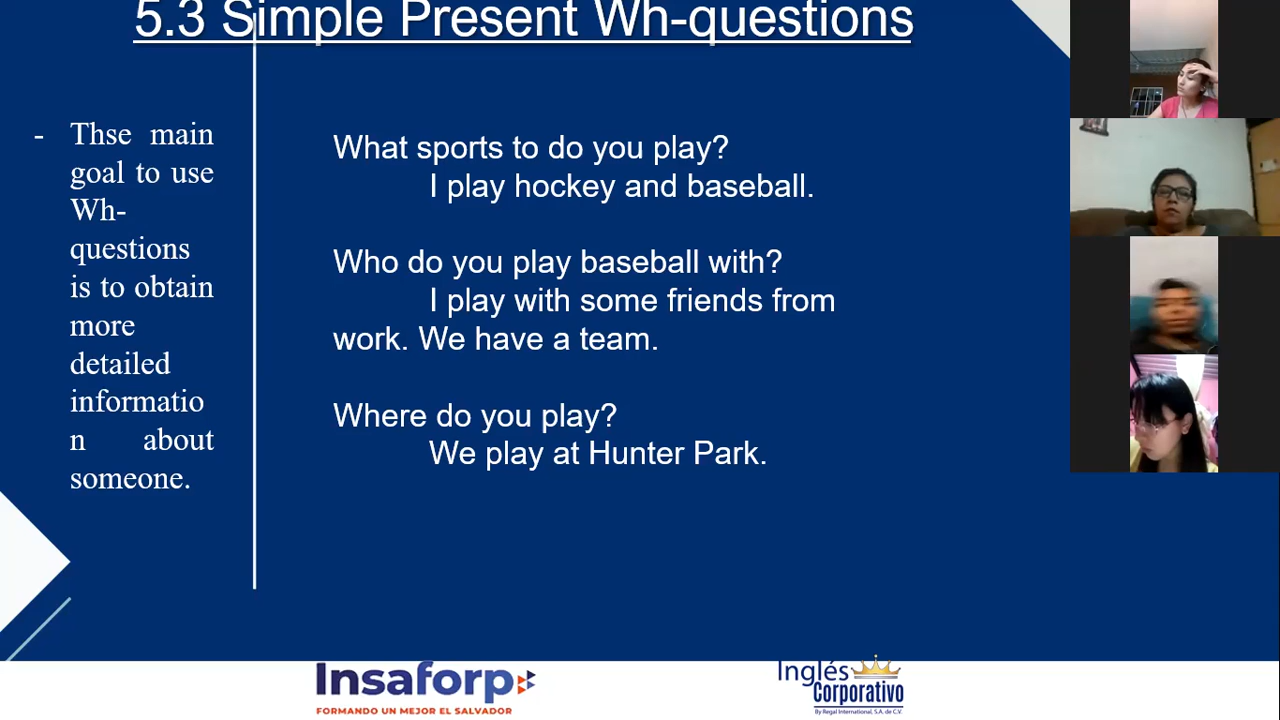 5.3 Simple Present Wh-questions
- Thse main
goal to use
Wh-
questions
is to obtain
more
detailed
informatio
n about
someone.
What sports to do you play?
I play hockey and baseball.
Who do you play baseball with?
I play with some friends from
work. We have a team.
Where do you play?
We play at Hunter Park.
Insaforp
FORMANDO UN MEJOR EL SALVADOR
Inglés
Corporativo
By Regal International, S.A. de C.V.